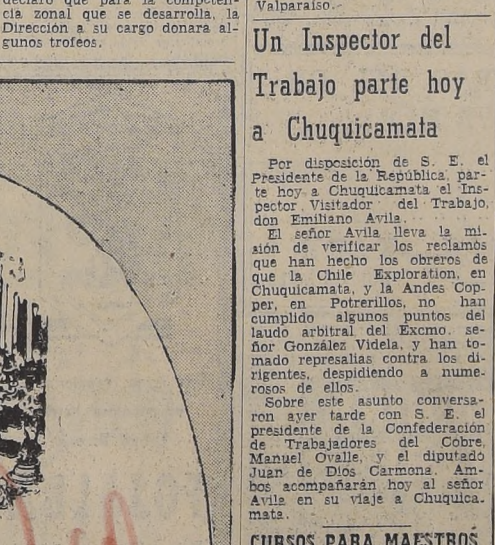 declaró que para la competen-
cia zonal que se desarrolla, la
Dirección a su cargo donara al-
gunos trofeos.
Valparaíso.-
Un Inspector del
Trabajo parte hoy
a Chuquicamata
Por disposición de S. E. el
Presidente de la República, par-
te hoy a Chuquicamata el Ins-
pector Visitador del Trabajo,
don Emiliano Avila.
El señor Avila lleva la mi-
sión de verificar los reclamos
que han hecho los obreros de
que la Chile Exploration, en
Chuquicamata, y la Andes Cop-
per, en Potrerillos, no han
cumplido algunos puntos del
laudo arbitral del Excmo. se-
ñor González Videla, y han to-
mado represalias contra los di-
rigentes, despidiendo a nume-
rosos de ellos.
Sobre este asunto conversa-
ron ayer tarde con S. E. el
presidente de la Confederación
de Trabajadores del Cobre,
Manuel Ovalle, y el diputado
Juan de Dios Carmona. Am-
bos acompañarán hoy al señor
Avila en su viaje a Chuquica-
mata.
CURSOS PARA MAESTROS